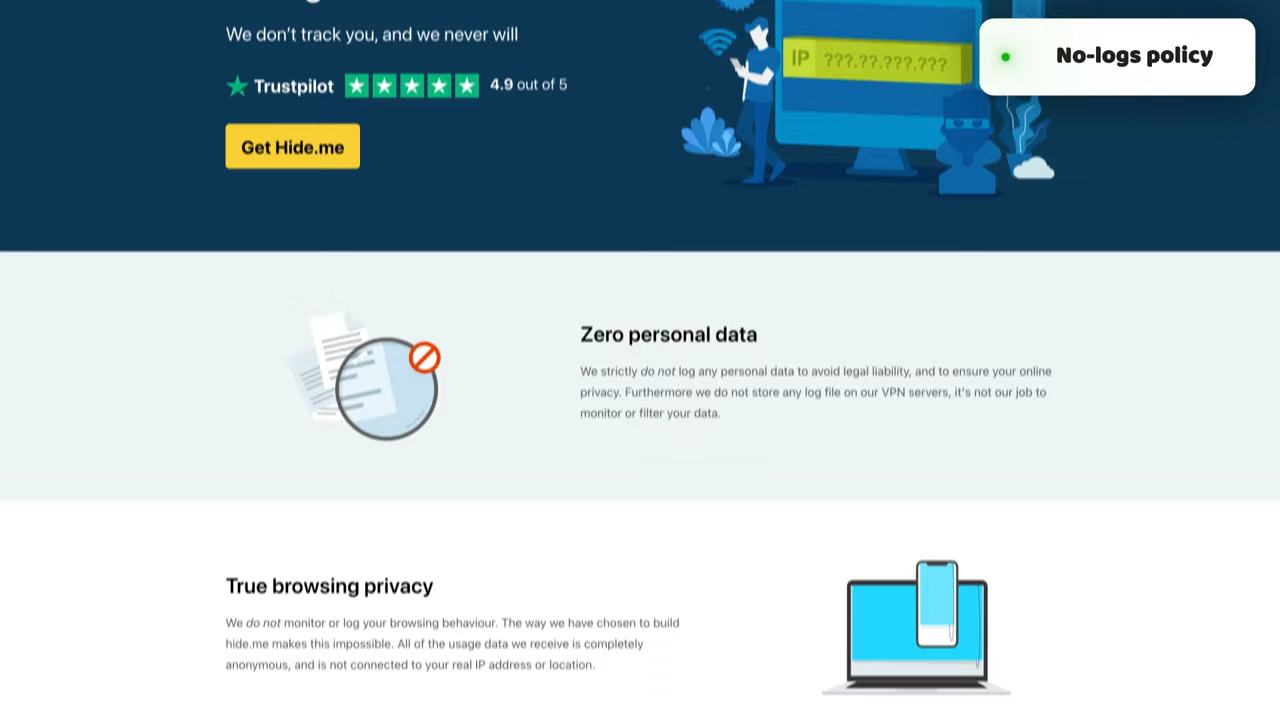 We don't track you, and we never will
Trustpilot 4.9 out of 5
Get Hide.me
IP ???.??.???.???
No-logs policy
Zero personal data
We strictly do not log any personal data to avoid legal liability, and to ensure your online
privacy. Furthermore we do not store any log file on our VPN servers, it's not our job to
monitor or filter your data.
True browsing privacy
We do not monitor or log your browsing behaviour. The way we have chosen to build
hide.me makes this impossible. All of the usage data we receive is completely
anonymous, and is not connected to your real IP address or location.